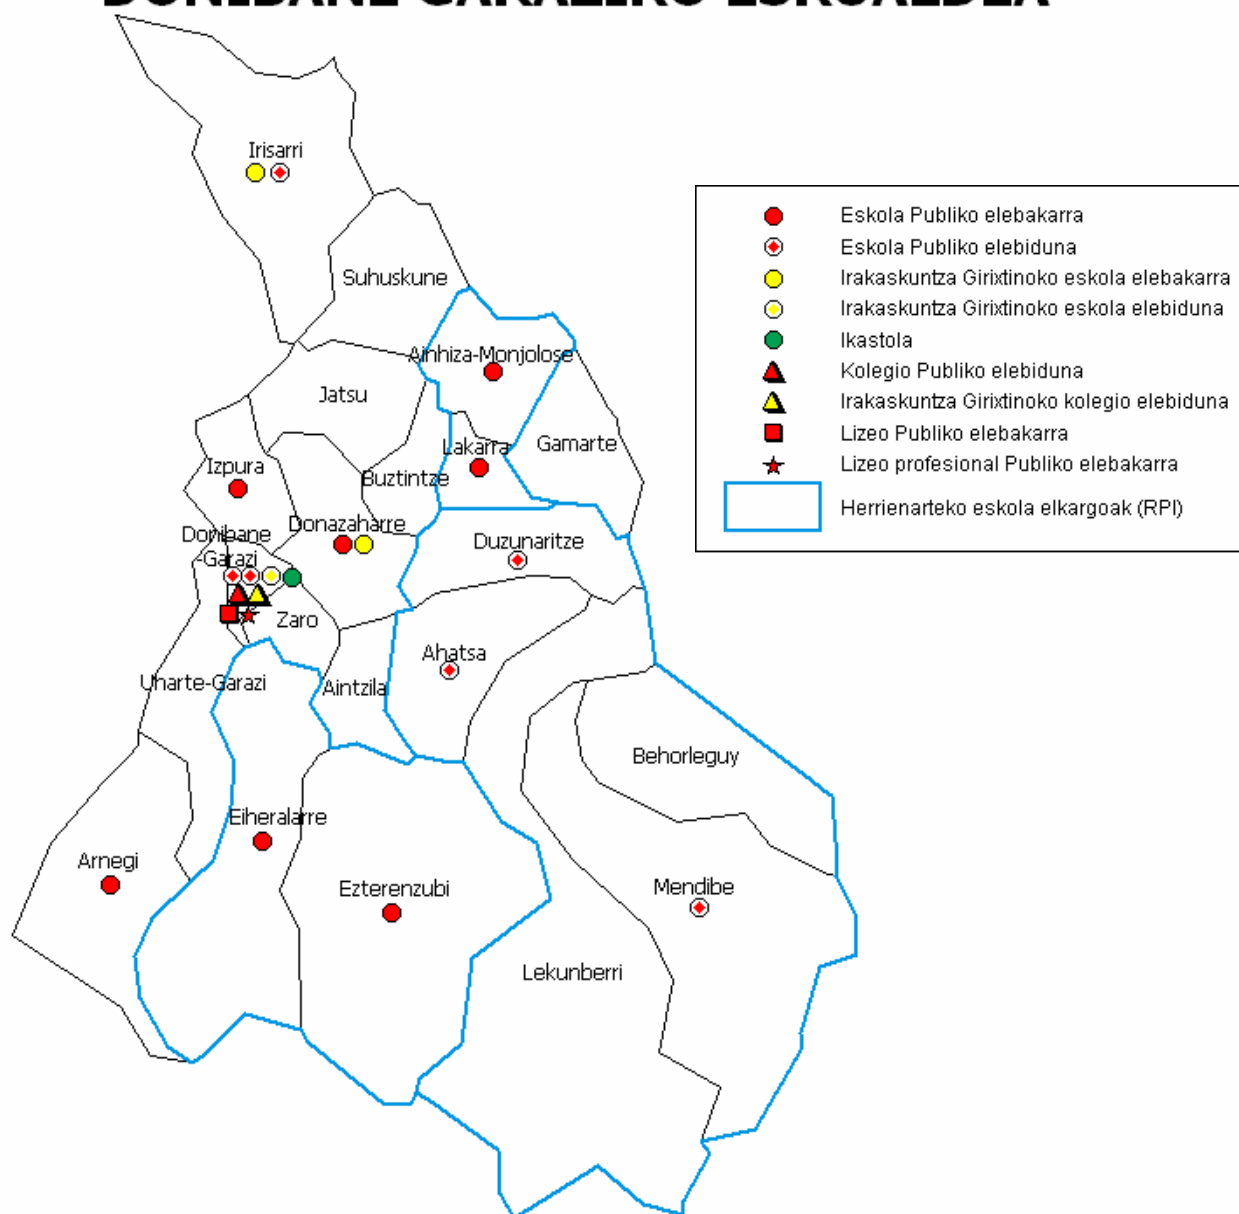 DONIBANE GARAZIKO ESKUALDEA
Irisarri
Suhuskune
Ainhiza-Monjolose
Jatsu
Gamarte
Lakarra
Izpura
Buztintze
Donazaharre
Donibane
-Garazi
Duzunaritze
Zaro
Ahatsa
Uharte-Garazi
Aintzila
Behorleguy
Eiheralarre
Arnegi
Ezterenzubi
Mendibe
Lekunberri
Eskola Publiko elebakarra
Eskola Publiko elebiduna
Irakaskuntza Girixtinoko eskola elebakarra
Irakaskuntza Girixtinoko eskola elebiduna
Ikastola
Kolegio Publiko elebiduna
Irakaskuntza Girixtinoko kolegio elebiduna
Lizeo Publiko elebakarra
Lizeo profesional Publiko elebakarra
Herrienarteko eskola elkargoak (RPI)